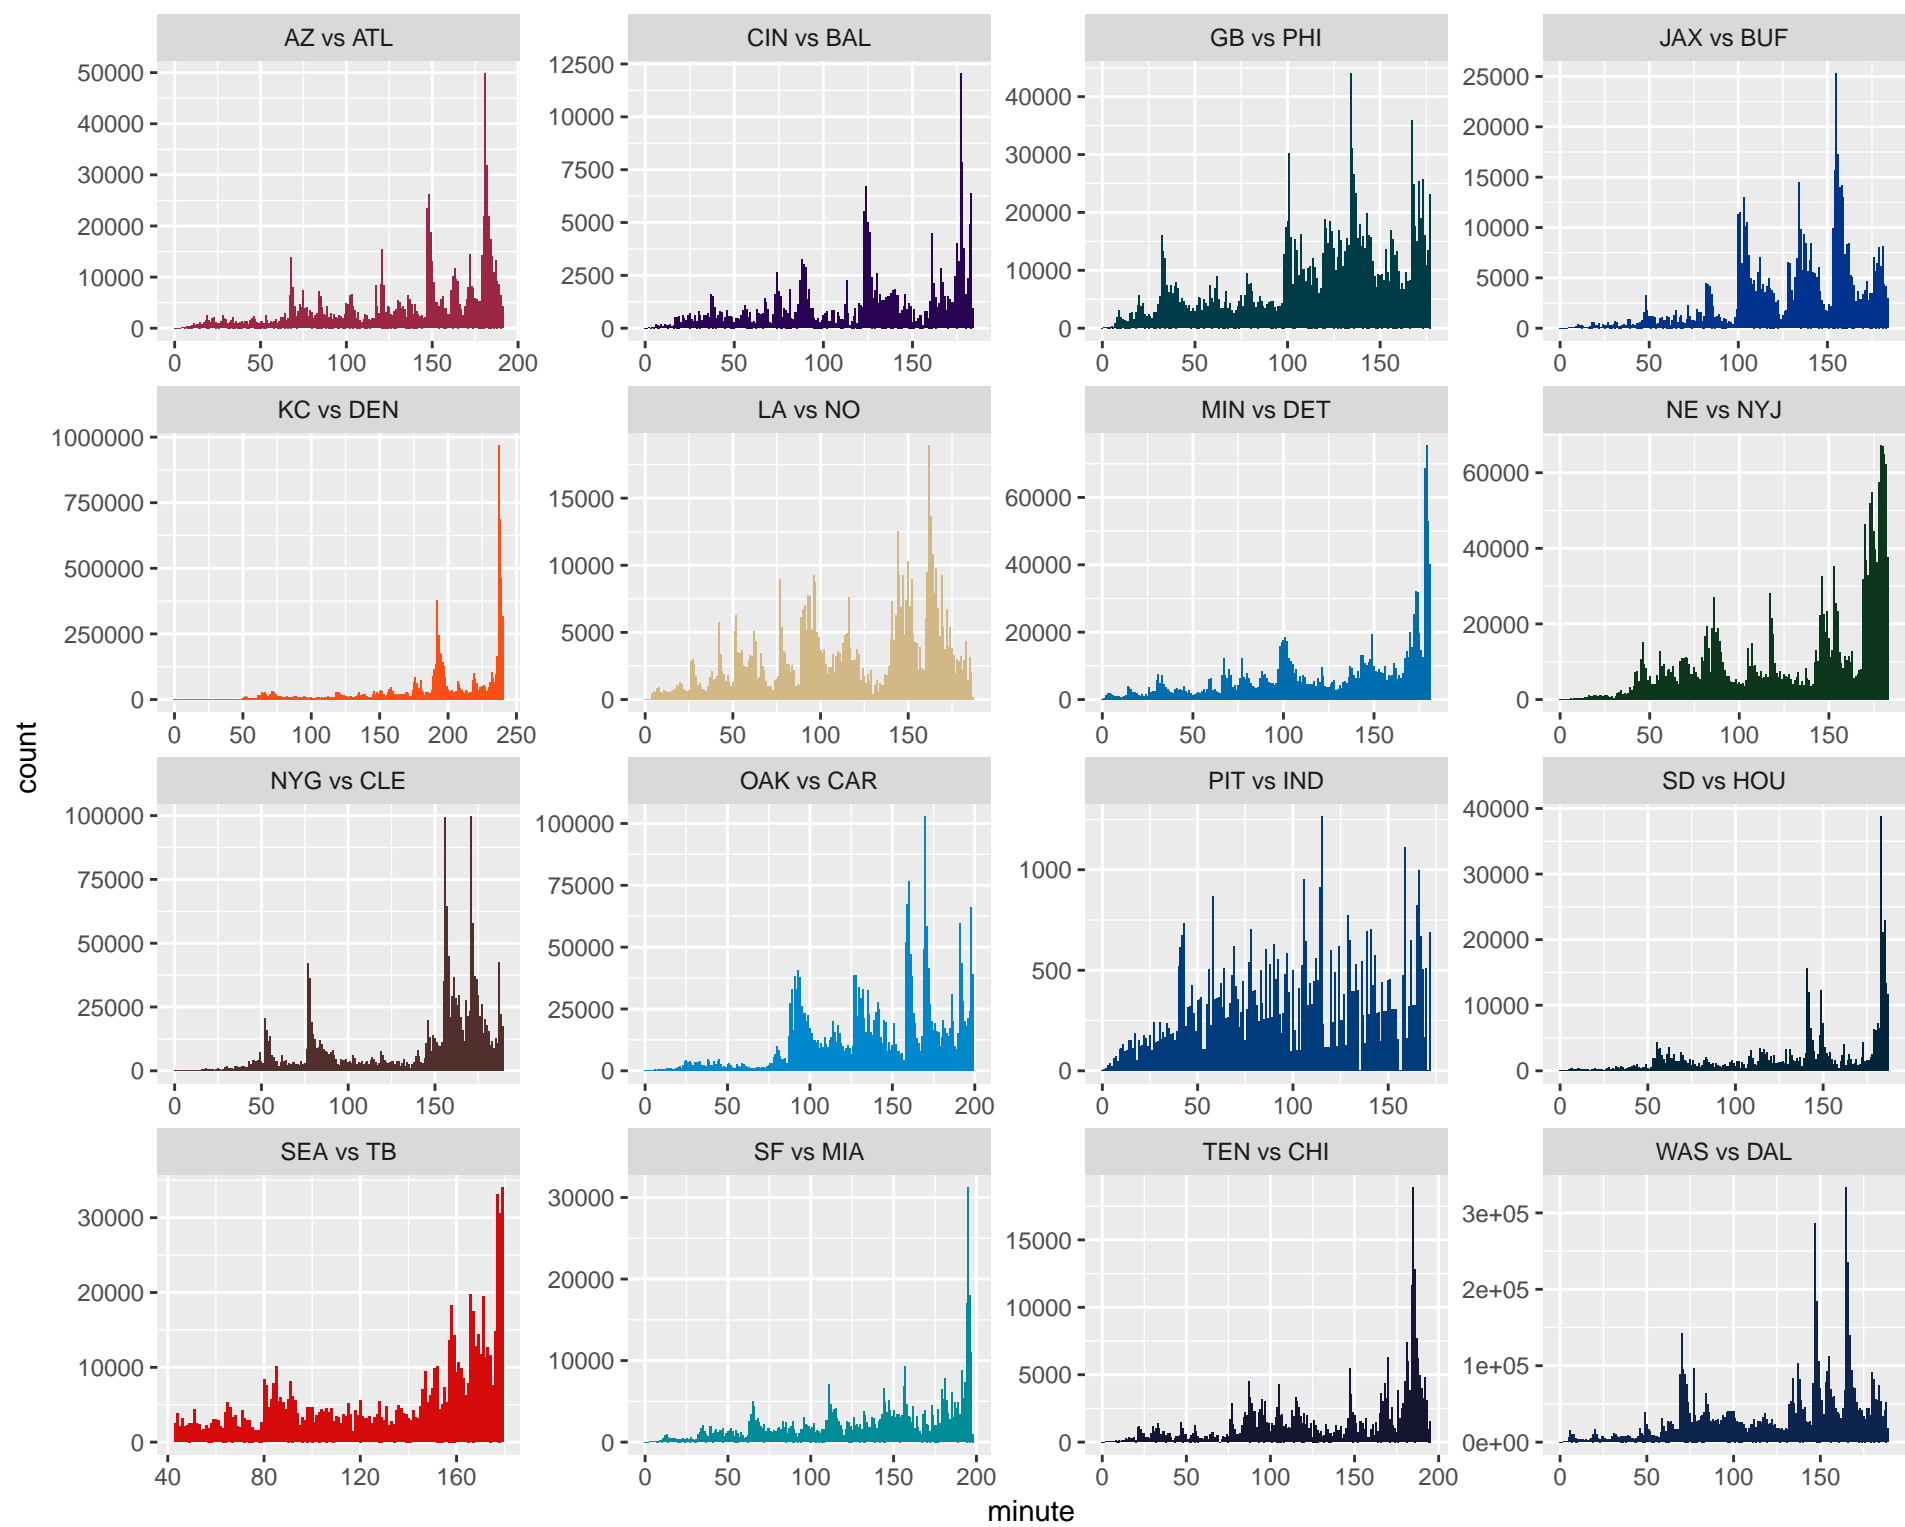 AZ vs ATL CIN vs BAL GB vs PHI JAX vs BUF
50000
40000
30000
20000
10000
0
0 50 100 150 200
12500
10000
7500
5000
2500
0
0 50 100 150
40000
30000
20000
10000
0
0 50 100 150
25000
20000
15000
10000
5000
0
0 50 100 150
KC vs DEN LA vs NO MIN vs DET NE vs NYJ
1000000
750000
500000
250000
0
0 50 100 150 200 250
15000
10000
5000
0
0 50 100 150
60000
40000
20000
0
0 50 100 150
60000
40000
20000
0
0 50 100 150
count
NYG vs CLE OAK vs CAR PIT vs IND SD vs HOU
100000
75000
50000
25000
0
0 50 100 150
100000
75000
50000
25000
0
0 50 100 150 200
1000
500
0
0 50 100 150
40000
30000
20000
10000
0
0 50 100 150
SEA vs TB SF vs MIA TEN vs CHI WAS vs DAL
30000
20000
10000
0
40 80 120 160
30000
20000
10000
0
0 50 100 150 200
15000
10000
5000
0
0 50 100 150 200
3e+05
2e+05
1e+05
0e+00
0 50 100 150
minute